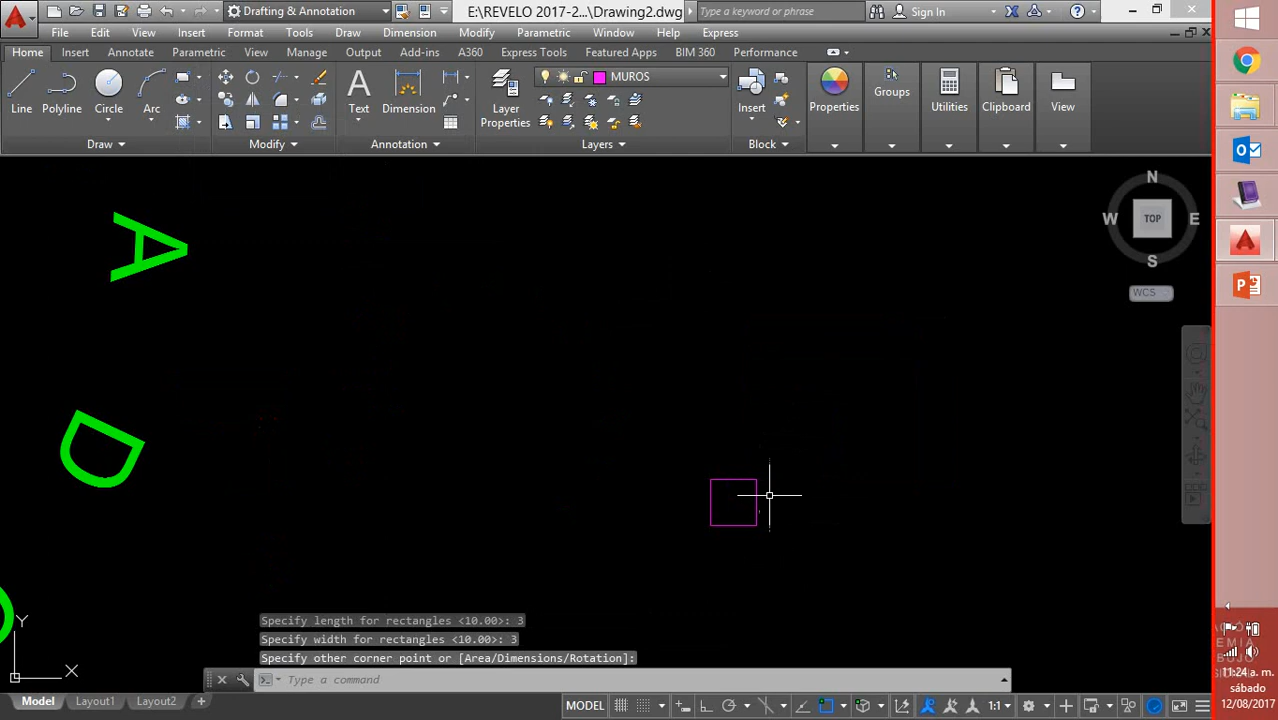 Drafting & Annotation
E:\REVELO 2017-2...\Drawing2.dwg
Type a keyword or phrase
Sign In
File Edit View Insert Format Tools Draw Dimension Modify Parametric Window Help Express
Home Insert Annotate Parametric View Manage Output Add-ins A360 Express Tools Featured Apps BIM 360 Performance
MUROS
Line Polyline Circle Arc Text Dimension Layer Properties Insert Properties Groups Utilities Clipboard View
Draw Modify Annotation Layers Block
N
W TOP E
S
WCS
A
D
Y
X
Specify length for rectangles <10.00>: 3
Specify width for rectangles <10.00>: 3
Specify other corner point or [Area/Dimensions/Rotation]:
Type a command
Model Layout1 Layout2 +
MODEL 1:1
11:24 a. m.
sábado
12/08/2017